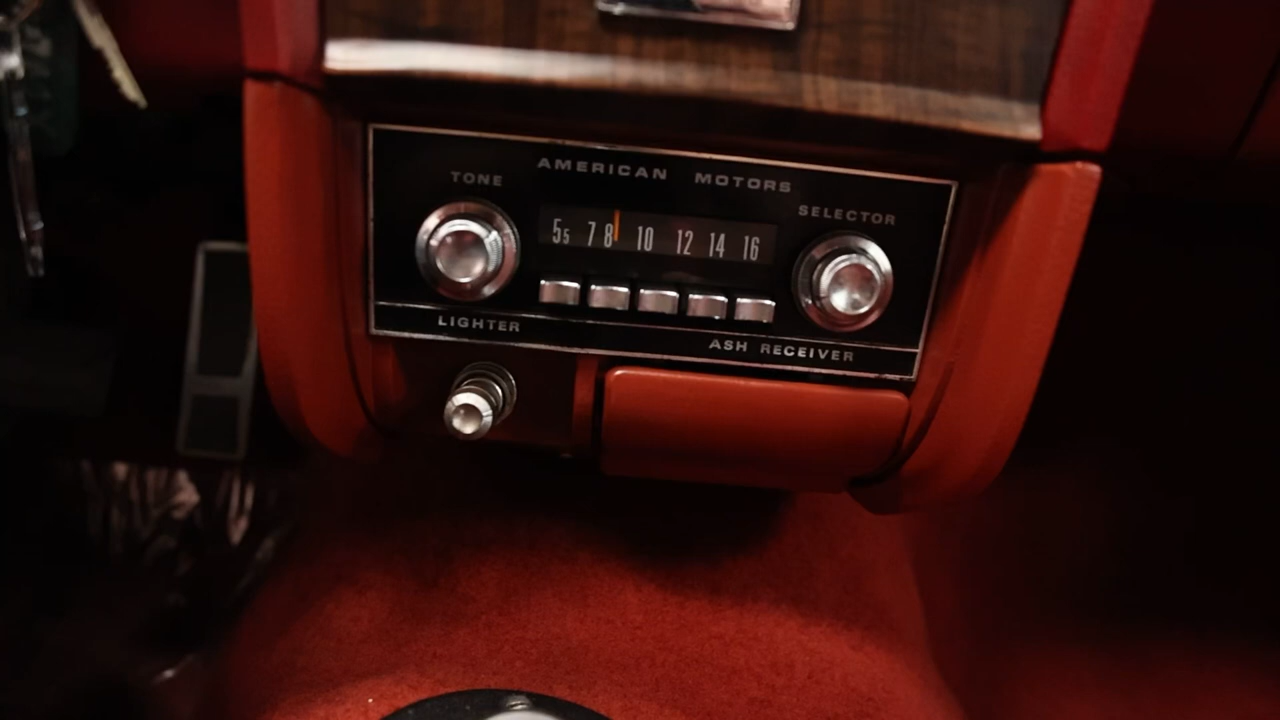 AMERICAN MOTORS
TONE
SELECTOR
55 7 8 10 12 14 16
LIGHTER
ASH RECEIVER